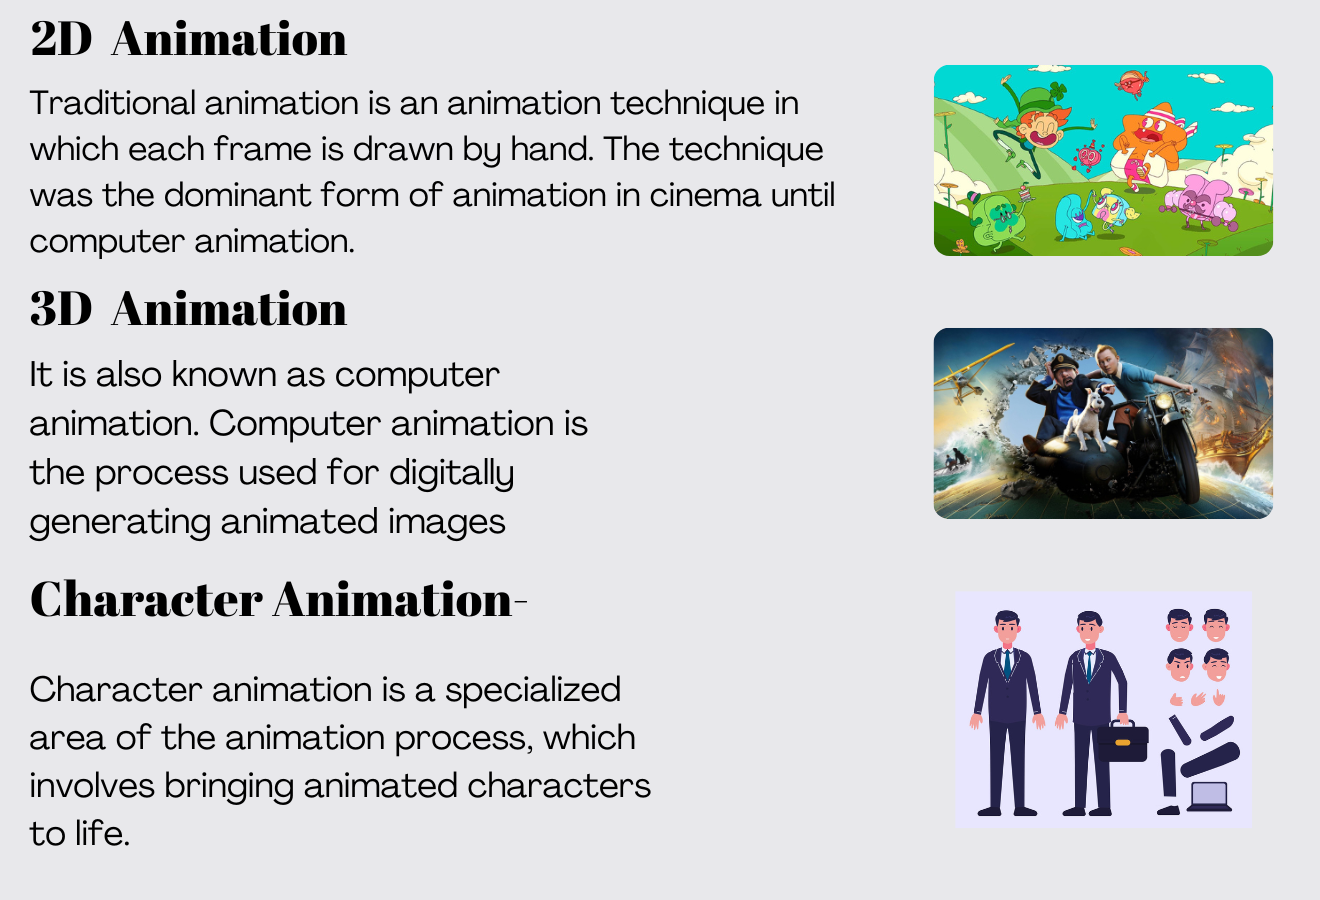 2D Animation
Traditional animation is an animation technique in
which each frame is drawn by hand. The technique
was the dominant form of animation in cinema until
computer animation.
3D Animation
It is also known as computer
animation. Computer animation is
the process used for digitally
generating animated images
Character Animation-
Character animation is a specialized
area of the animation process, which
involves bringing animated characters
to life.